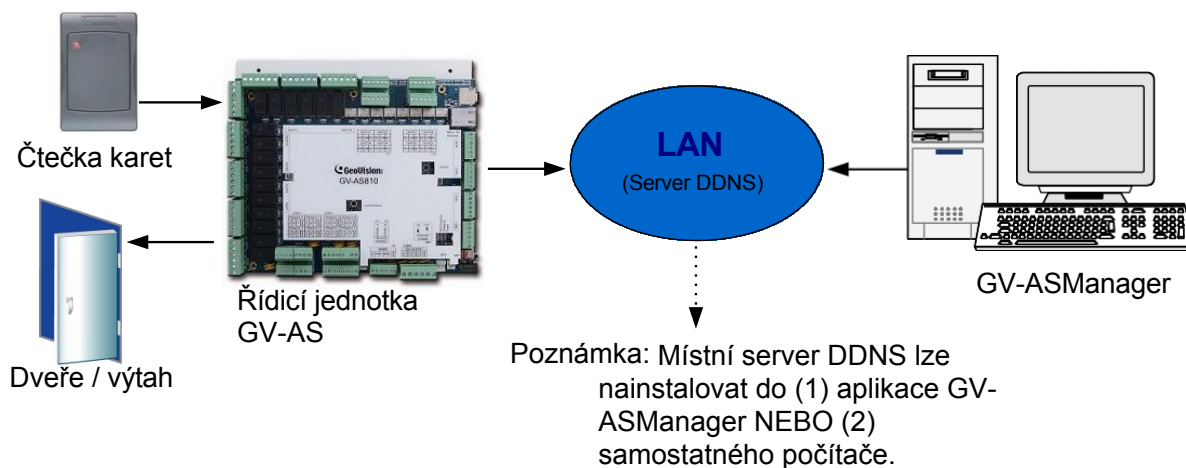 Čtečka karet
GeoVision
GV-AS810
LAN
(Server DDNS)
Řídicí jednotka
GV-AS
GV-ASManager
Dveře / výtah
Poznámka: Místní server DDNS lze
nainstalovat do (1) aplikace GV-
ASManager NEBO (2)
samostatného počítače.